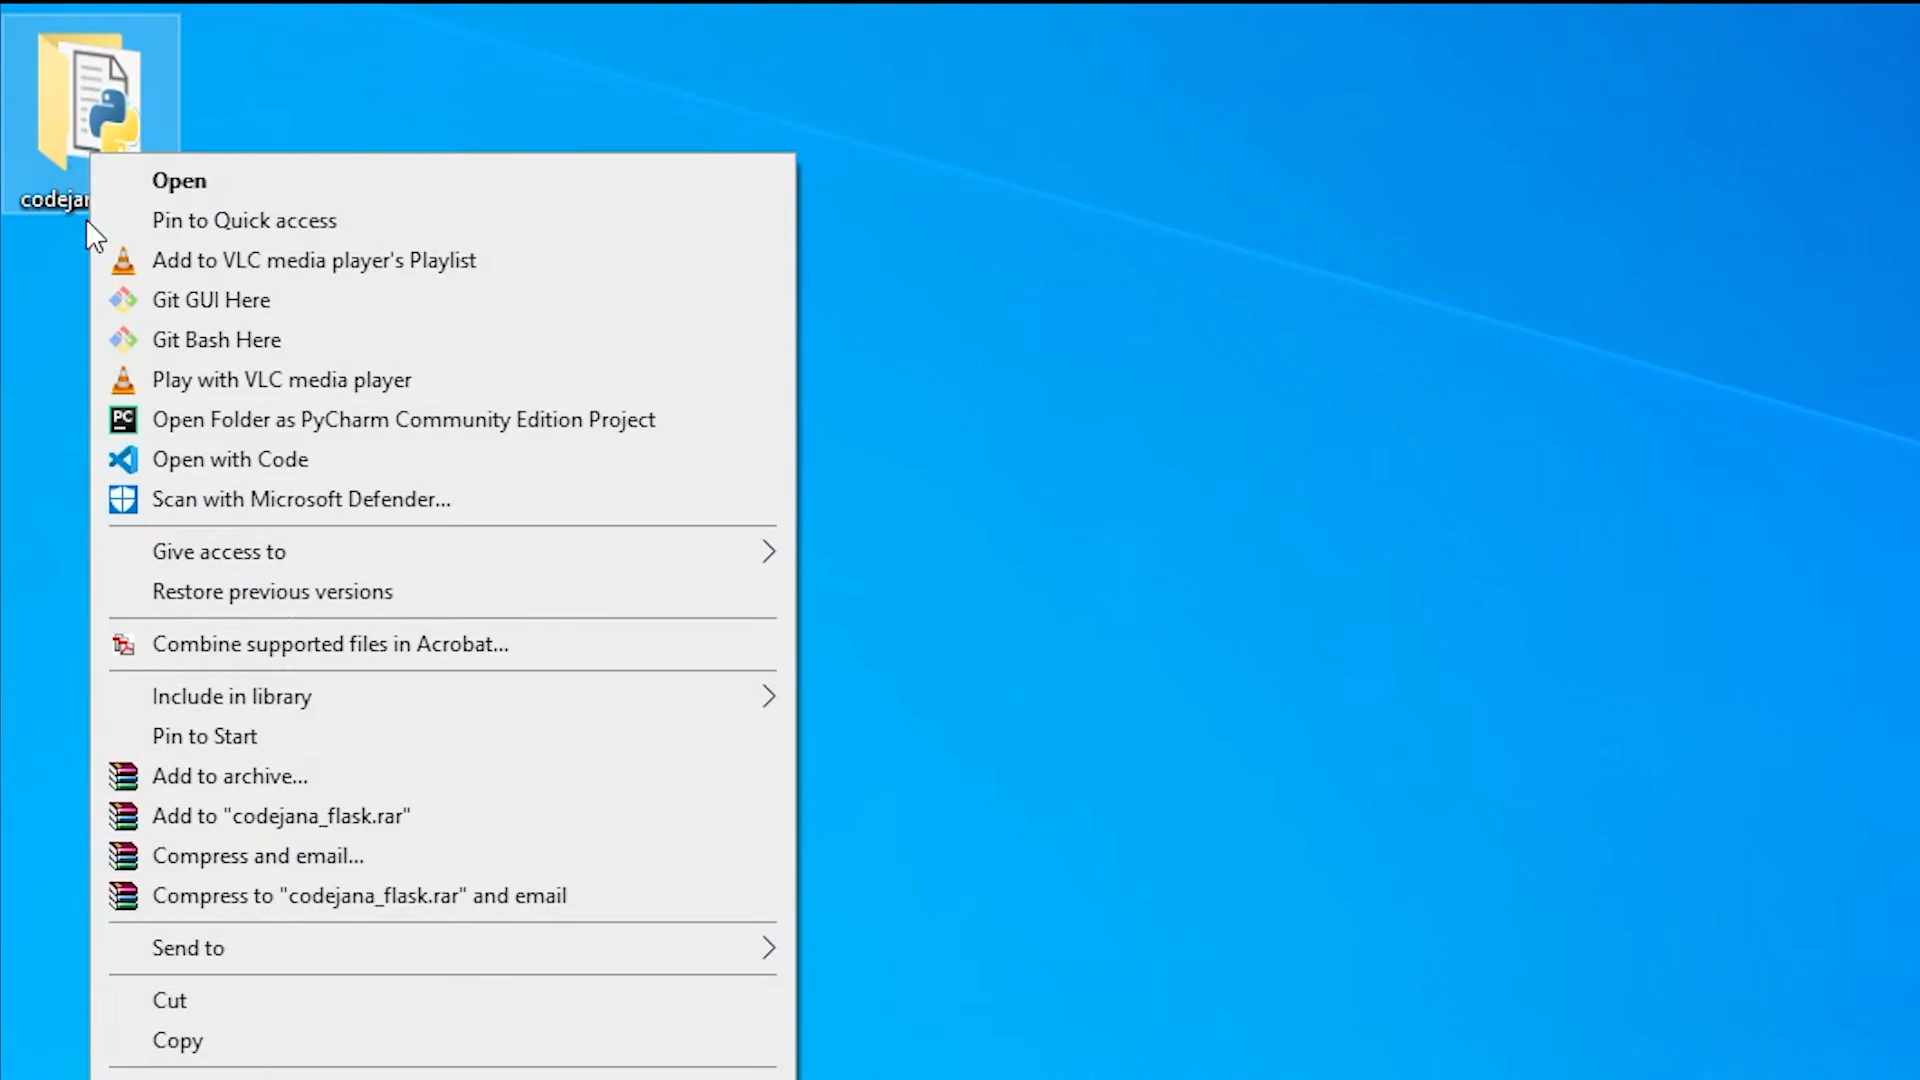 Open
codejan
Pin to Quick access
Add to VLC media player's Playlist
Git GUI Here
Git Bash Here
Play with VLC media player
PC
Open Folder as PyCharm Community Edition Project
Open with Code
Scan with Microsoft Defender...
Give access to
Restore previous versions
Combine supported files in Acrobat...
Include in library
Pin to Start
Add to archive...
Add to "codejana_flask.rar"
Compress and email...
Compress to "codejana_flask.rar" and email
Send to
Cut
Copy